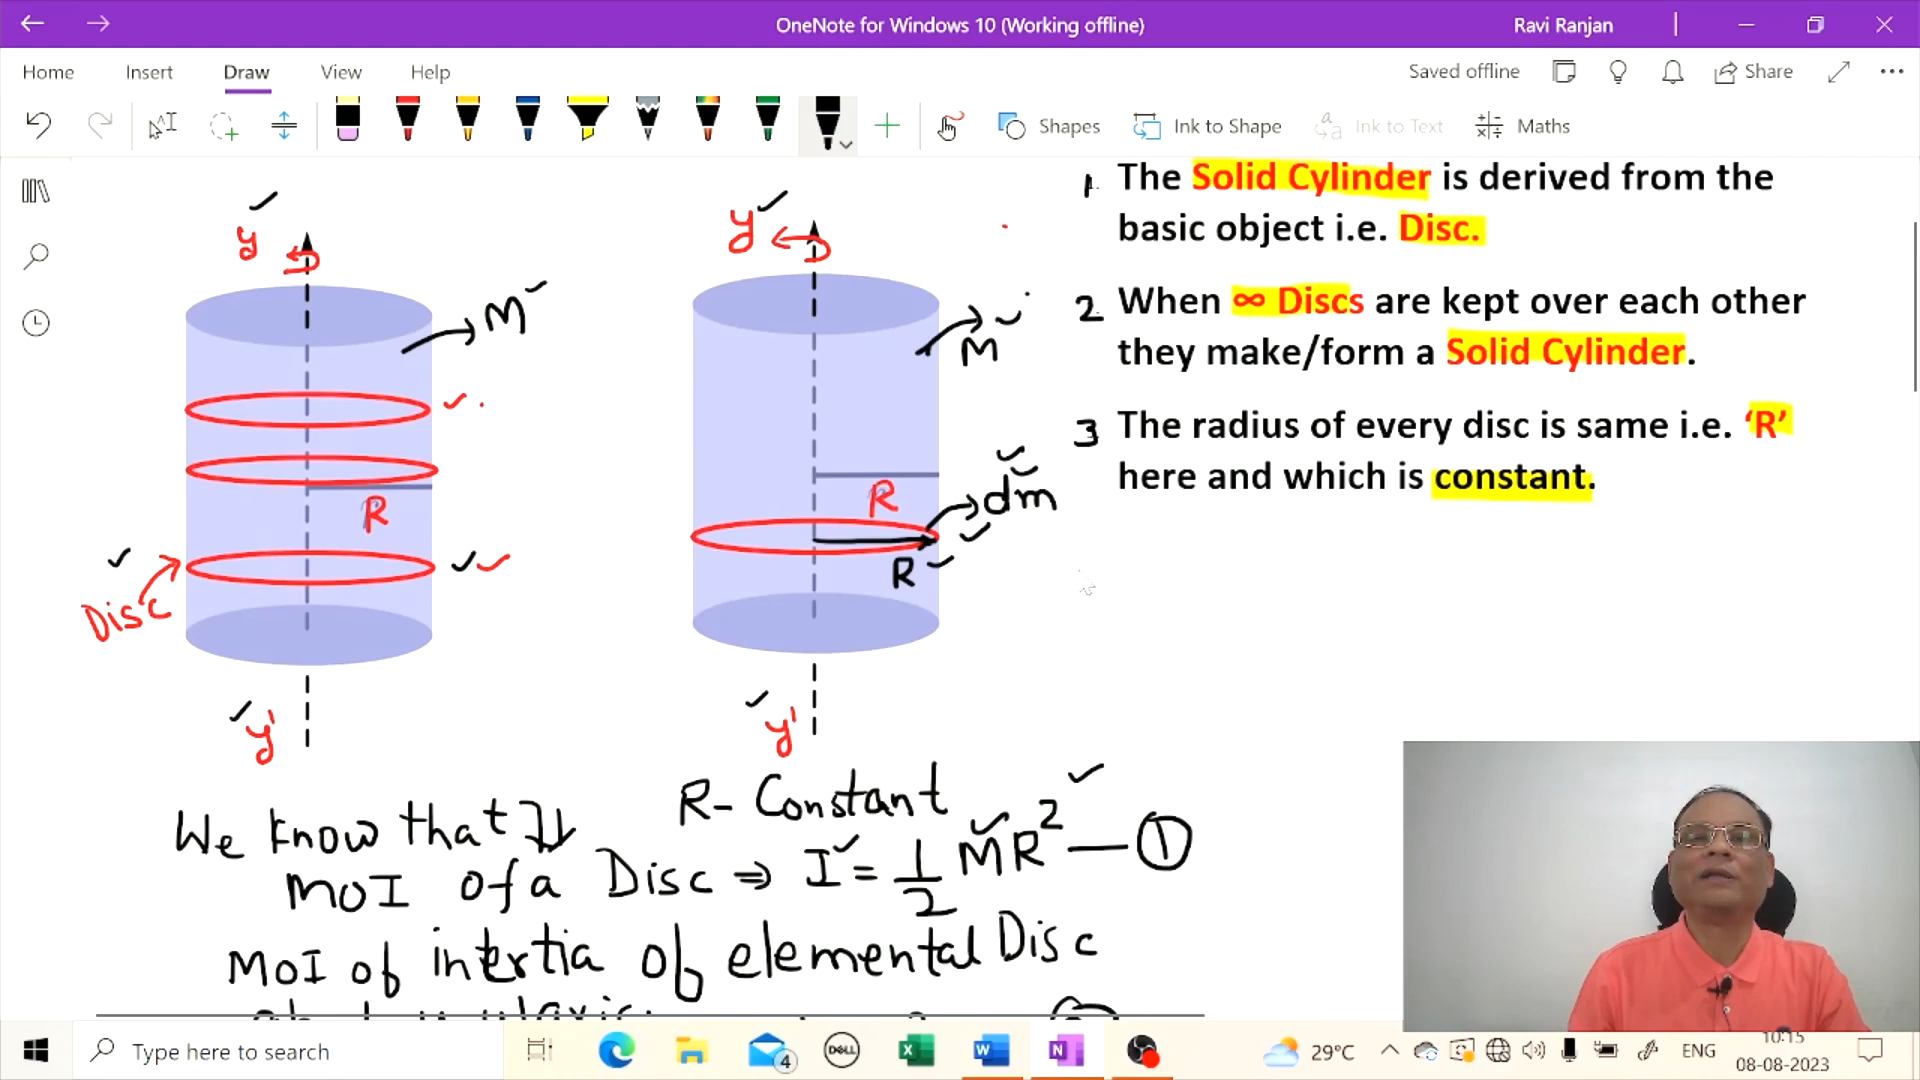 OneNote for Windows 10 (Working offline)
Ravi Ranjan
Home Insert Draw View Help
Saved offline
Share
Shapes
Ink to Shape
Ink to Text
Maths
1. The Solid Cylinder is derived from the
basic object i.e. Disc.
2. When ∞ Discs are kept over each other
they make/form a Solid Cylinder.
3 The radius of every disc is same i.e. ‘R’
here and which is constant.
y
M
R
Disc
y'
y
M
R
dm
R
y'
R- Constant
We know that
MOI of a Disc ⇒ I = 1/2 MR² — ①
MoI of intertia of elemental Disc
Type here to search
4
DELL
29°C
ENG
10:15
08-08-2023